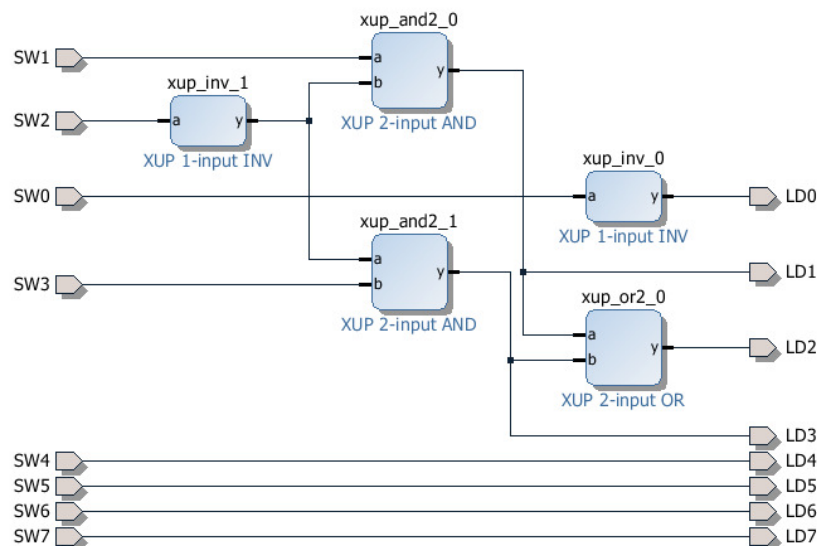 xup_and2_0
SW1
a
b
y
XUP 2-input AND
xup_inv_1
SW2
a
y
XUP 1-input INV
xup_inv_0
SW0
a
y
LD0
XUP 1-input INV
xup_and2_1
SW3
a
b
y
XUP 2-input AND
LD1
xup_or2_0
a
b
y
LD2
XUP 2-input OR
LD3
SW4
LD4
SW5
LD5
SW6
LD6
SW7
LD7